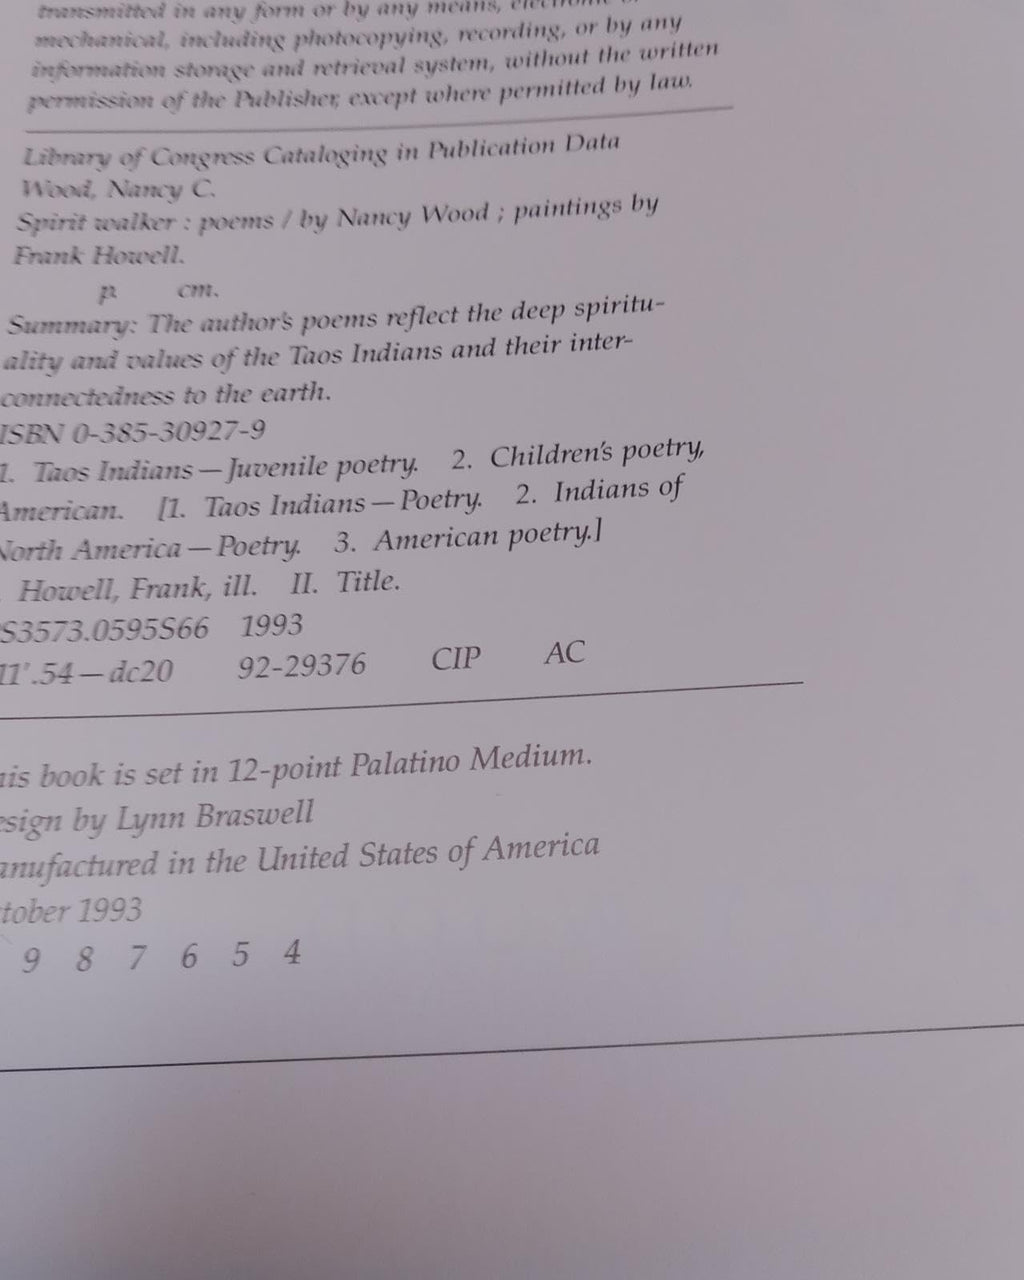 transmitted in any form or by any means, electronic or
mechanical, including photocopying, recording, or by any
information storage and retrieval system, without the written
permission of the Publisher, except where permitted by law.
Library of Congress Cataloging in Publication Data
Wood, Nancy C.
Spirit walker : poems / by Nancy Wood ; paintings by
Frank Howell.
p. cm.
Summary: The author's poems reflect the deep spiritu-
ality and values of the Taos Indians and their inter-
connectedness to the earth.
ISBN 0-385-30927-9
1. Taos Indians—Juvenile poetry. 2. Children's poetry,
American. [1. Taos Indians—Poetry. 2. Indians of
North America—Poetry. 3. American poetry.]
. Howell, Frank, ill. II. Title.
S3573.0595S66 1993
11'.54—dc20 92-29376 CIP AC
his book is set in 12-point Palatino Medium.
esign by Lynn Braswell
anufactured in the United States of America
tober 1993
9 8 7 6 5 4